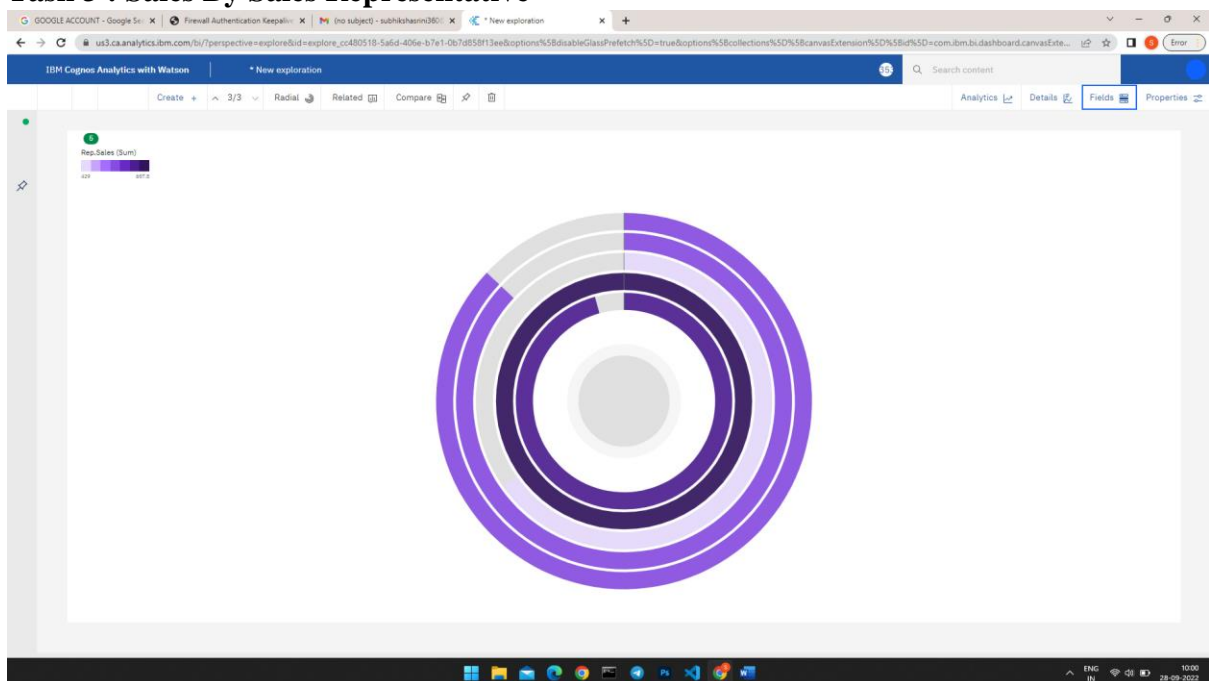 Task 3 : Sales By Sales Representative
GOOGLE ACCOUNT - Google Se
Firewall Authentication Keepaliv
(no subject) - subhikhasnni360
* New exploration
us3.ca.analytics.ibm.com/bi/?perspective=explore&id=explore_cc480518-5a6d-406e-b7e1-0b7d858f13ee&options%5BdisableGlassPrefetch%5D=true&options%5Bcollections%5D%5BcanvasExtension%5D%5Bid%5D=com.ibm.bi.dashboard.canvasExte...
S
Error
IBM Cognos Analytics with Watson
* New exploration
Search content
Create +
3/3
Radial
Related
Compare
Analytics
Details
Fields
Properties
5
Rep.Sales (Sum)
ENG
IN
10:00
28-09-2022